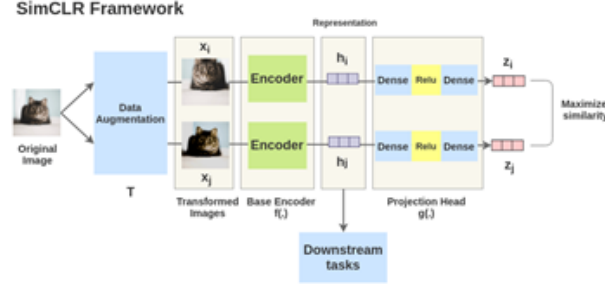 SimCLR Framework
Representation
xi
hi
zi
Encoder
Dense
Relu
Dense
Data
Augmentation
Maximize
similarity
Original
Image
Encoder
Dense
Relu
Dense
T
xj
hj
zj
Transformed
Images
Base Encoder
f(.)
Projection Head
g(.)
Downstream
tasks